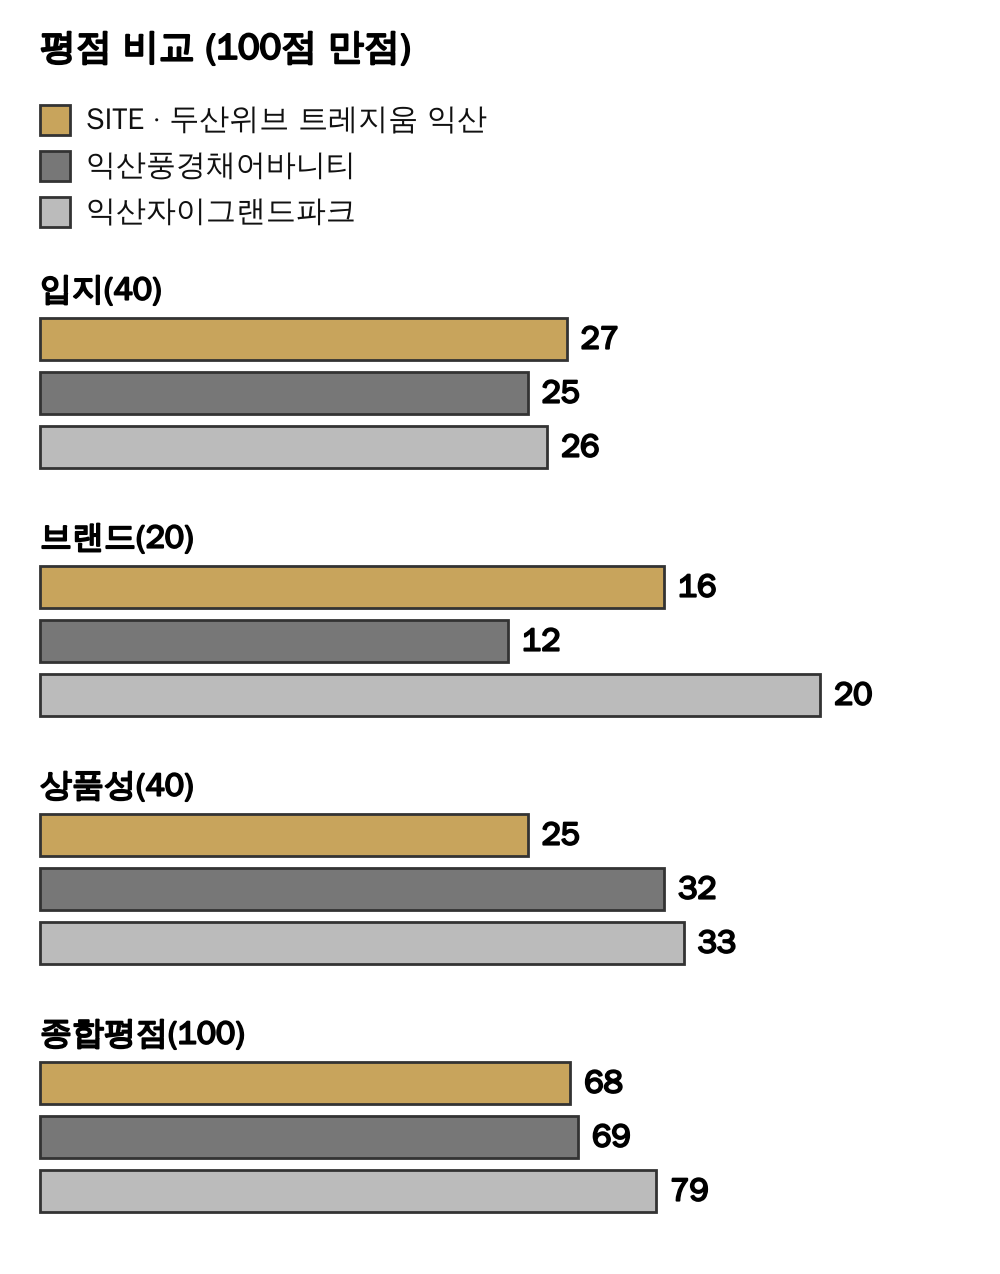 평점 비교 (100점 만점)
SITE · 두산위브 트레지움 익산
익산풍경채어바니티
익산자이그랜드파크
입지(40)
27
25
26
브랜드(20)
16
12
20
상품성(40)
25
32
33
종합평점(100)
68
69
79